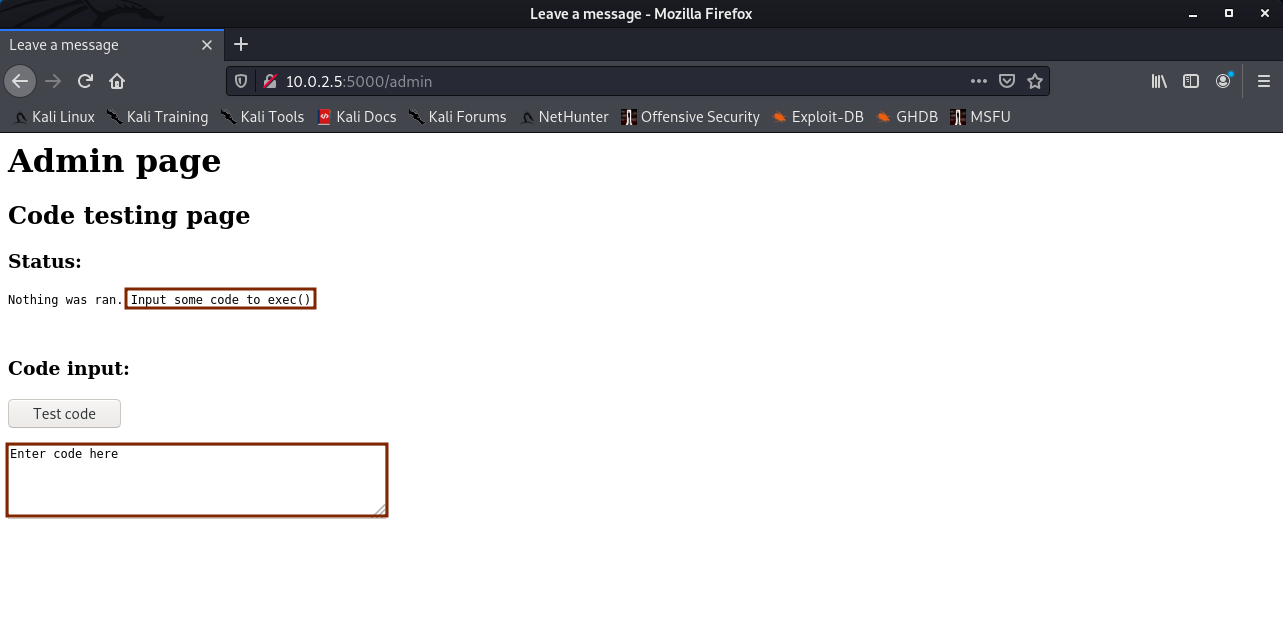 Leave a message - Mozilla Firefox
Leave a message
10.0.2.5:5000/admin
Kali Linux Kali Training Kali Tools Kali Docs Kali Forums NetHunter Offensive Security Exploit-DB GHDB MSFU
Admin page
Code testing page
Status:
Nothing was ran. Input some code to exec()
Code input:
Test code
Enter code here